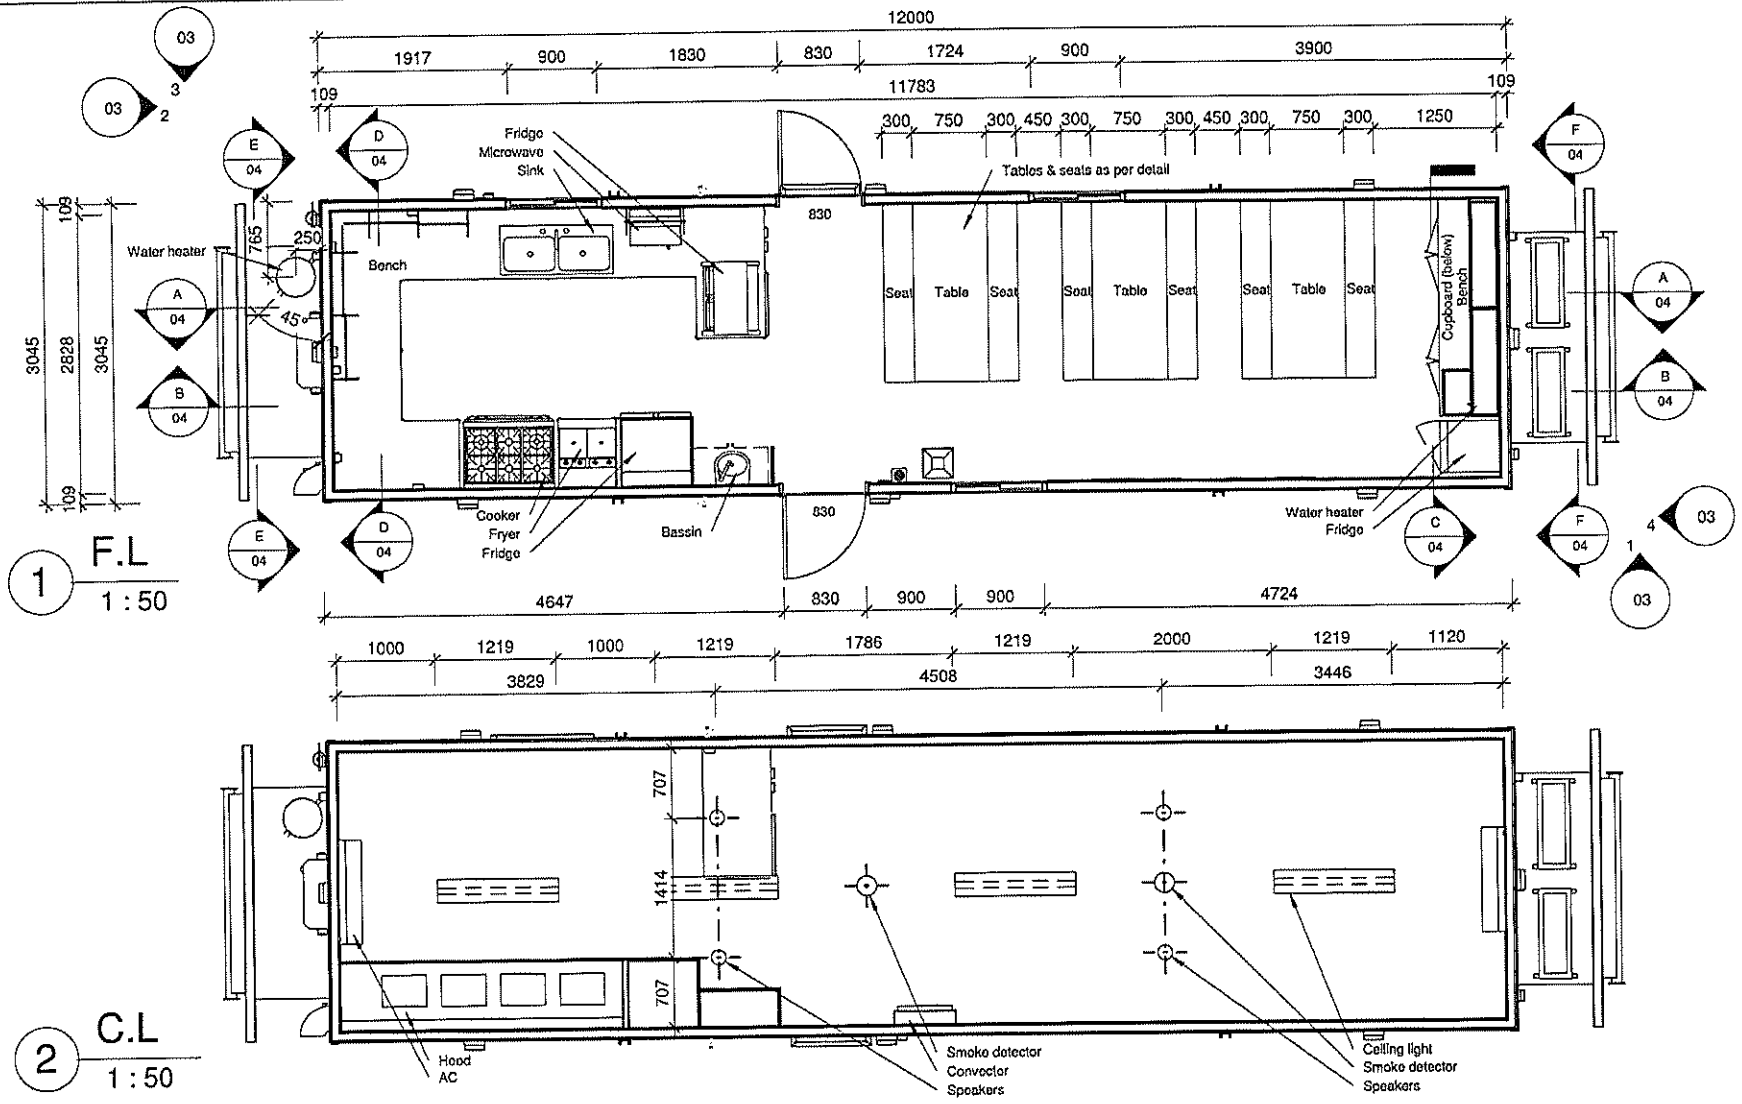 12000
03
1917 900 1830 830 1724 900 3900
3
109 11783 109
03 2
300 750 300 450 300 750 300 450 300 750 300 1250
E
04
D
04
Fridge
Microwave
Sink
F
04
Tables & seats as per detail
830
109
765
250
Water heater
Bench
45°
A
04
B
04
3045
2828
3045
109
Seat Table Seat Seat Table Seat Seat Table Seat
Cupboard (below)
Bench
A
04
B
04
Cooker
Fryer
Fridge
Bassin
830
Water heater
Fridge
E
04
D
04
C
04
F
04
4 03
1
03
1 F.L
1 : 50
4647 830 900 900 4724
1000 1219 1000 1219 1786 1219 2000 1219 1120
3829 4508 3446
707
1414
707
2 C.L
1 : 50
Hood
AC
Smoke detector
Convector
Speakers
Ceiling light
Smoke detector
Speakers